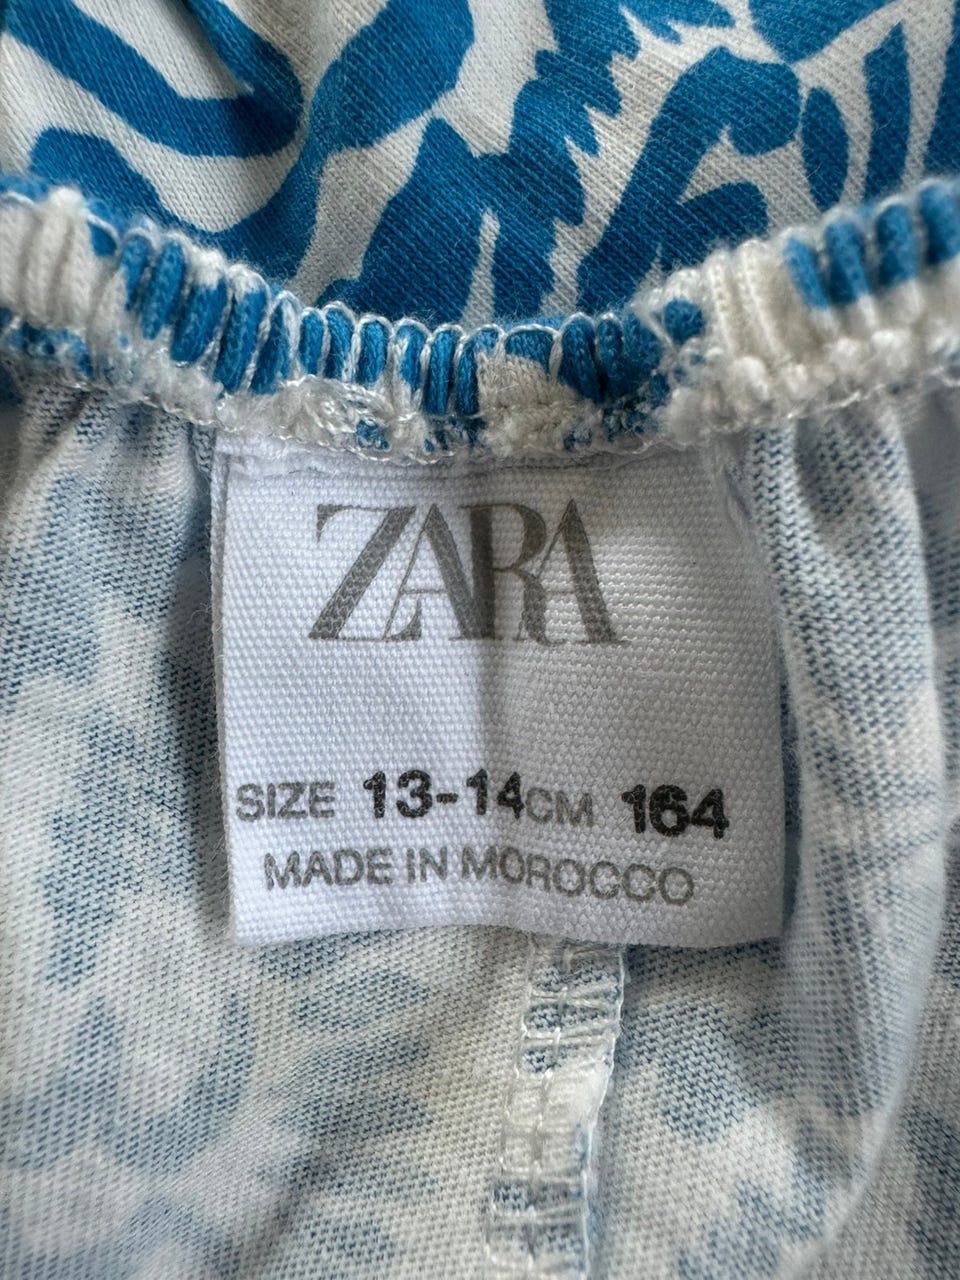 ZARA
SIZE 13-14CM 164
MADE IN MOROCCO